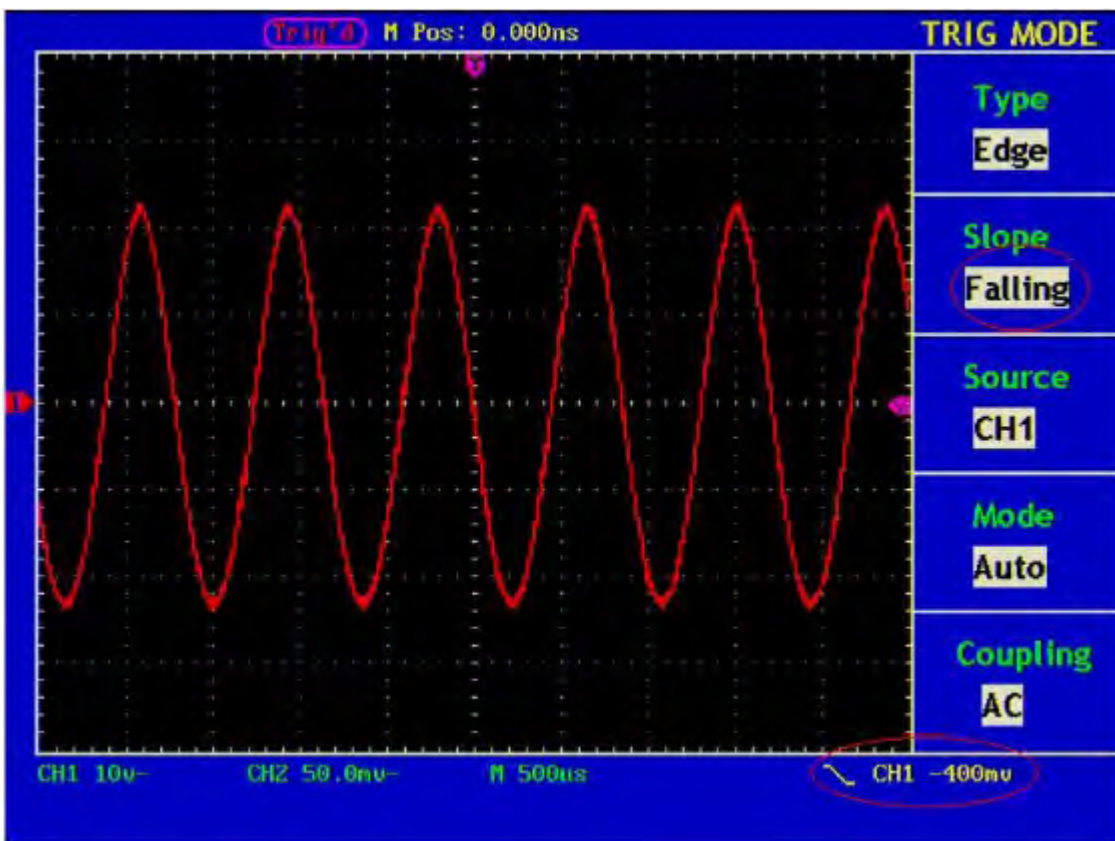 Trig'd M Pos: 0.000ns
TRIG MODE
Type
Edge
Slope
Falling
Source
CH1
Mode
Auto
Coupling
AC
1
T
CH1 10v~ CH2 50.0mv~ M 500us CH1 -400mv